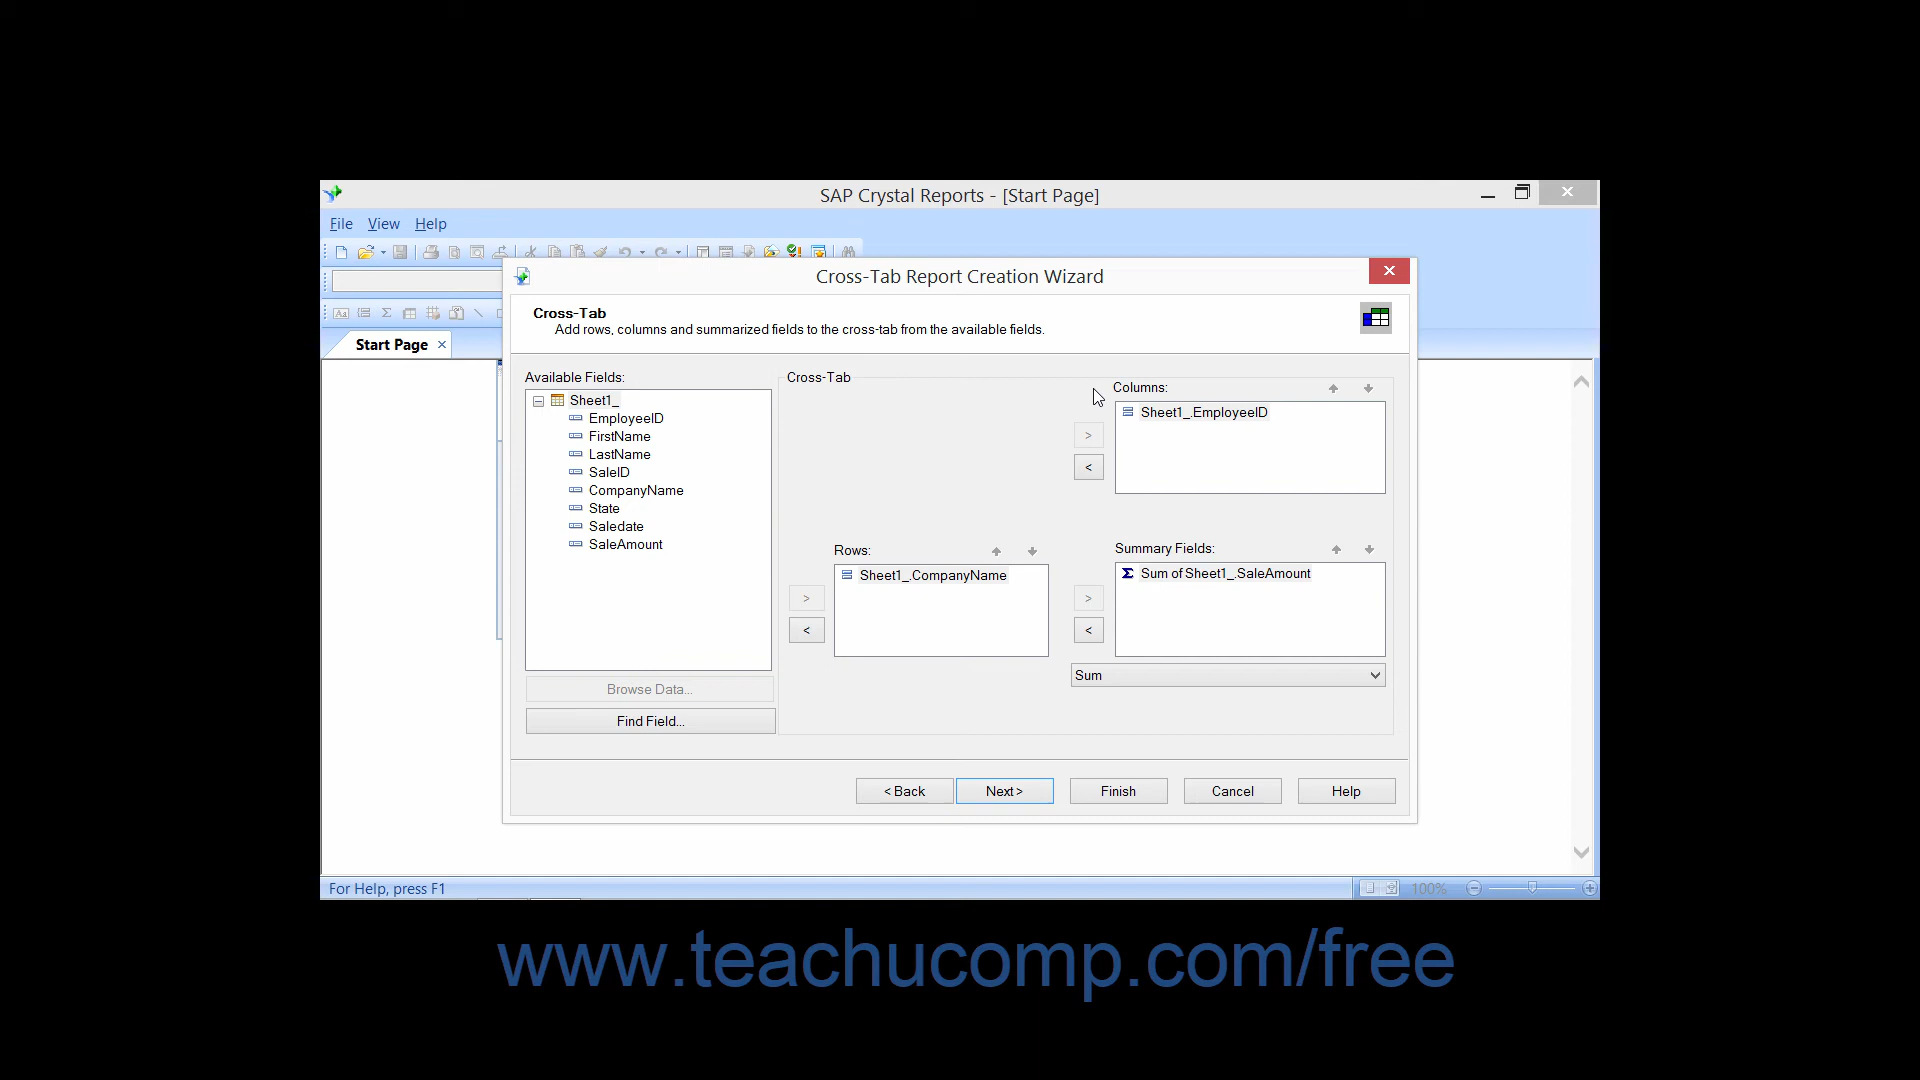 SAP Crystal Reports - [Start Page]
File View Help
Cross-Tab Report Creation Wizard
Start Page
Cross-Tab
Add rows, columns and summarized fields to the cross-tab from the available fields.
Available Fields:
Sheet1_
EmployeeID
FirstName
LastName
SaleID
CompanyName
State
Saledate
SaleAmount
Browse Data...
Find Field...
Cross-Tab
Columns:
Sheet1_.EmployeeID
>
<
Rows:
Sheet1_.CompanyName
>
<
Summary Fields:
Sum of Sheet1_.SaleAmount
>
<
Sum
< Back Next > Finish Cancel Help
For Help, press F1
100%
www.teachucomp.com/free